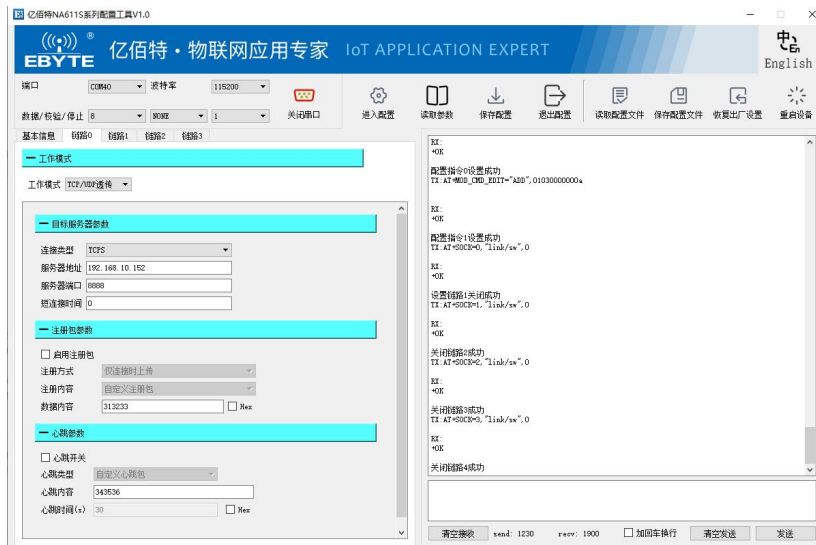 亿佰特NA611S系列配置工具V1.0
EBYTE ® 亿佰特·物联网应用专家 IoT APPLICATION EXPERT 中 En English
端口 COM40 波特率 115200
数据/校验/停止 8 NONE 1
关闭串口 进入配置 读取参数 保存配置 退出配置 读取配置文件 保存配置文件 恢复出厂设置 重启设备
基本信息 链路0 链路1 链路2 链路3
工作模式
工作模式 TCP/UDP透传
目标服务器参数
连接类型 TCPS
服务器地址 192.168.10.152
服务器端口 8888
短连接时间 0
注册包参数
启用注册包
注册方式 仅连接时上传
注册内容 自定义注册包
数据内容 313233 Hex
心跳参数
心跳开关
心跳类型 自定义心跳包
心跳内容 343536
心跳时间(s) 30 Hex
RX:
+OK
配置指令0设置成功
TX:AT+MOD_CMD_EDIT="ADD",01030000000a
RX:
+OK
配置指令1设置成功
TX:AT+SOCK=0,"link/sw",0
RX:
+OK
设置链路1关闭成功
TX:AT+SOCK=1,"link/sw",0
RX:
+OK
关闭链路2成功
TX:AT+SOCK=2,"link/sw",0
RX:
+OK
关闭链路3成功
TX:AT+SOCK=3,"link/sw",0
RX:
+OK
关闭链路4成功
清空接收 send: 1230 recv: 1900 加回车换行 清空发送 发送